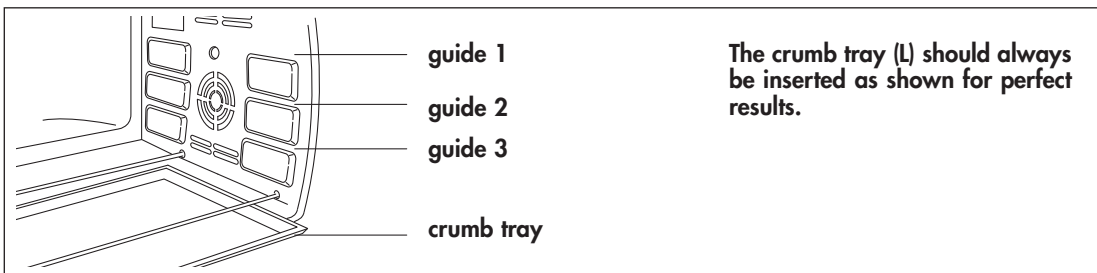 guide 1
guide 2
guide 3
crumb tray
The crumb tray (L) should always
be inserted as shown for perfect
results.